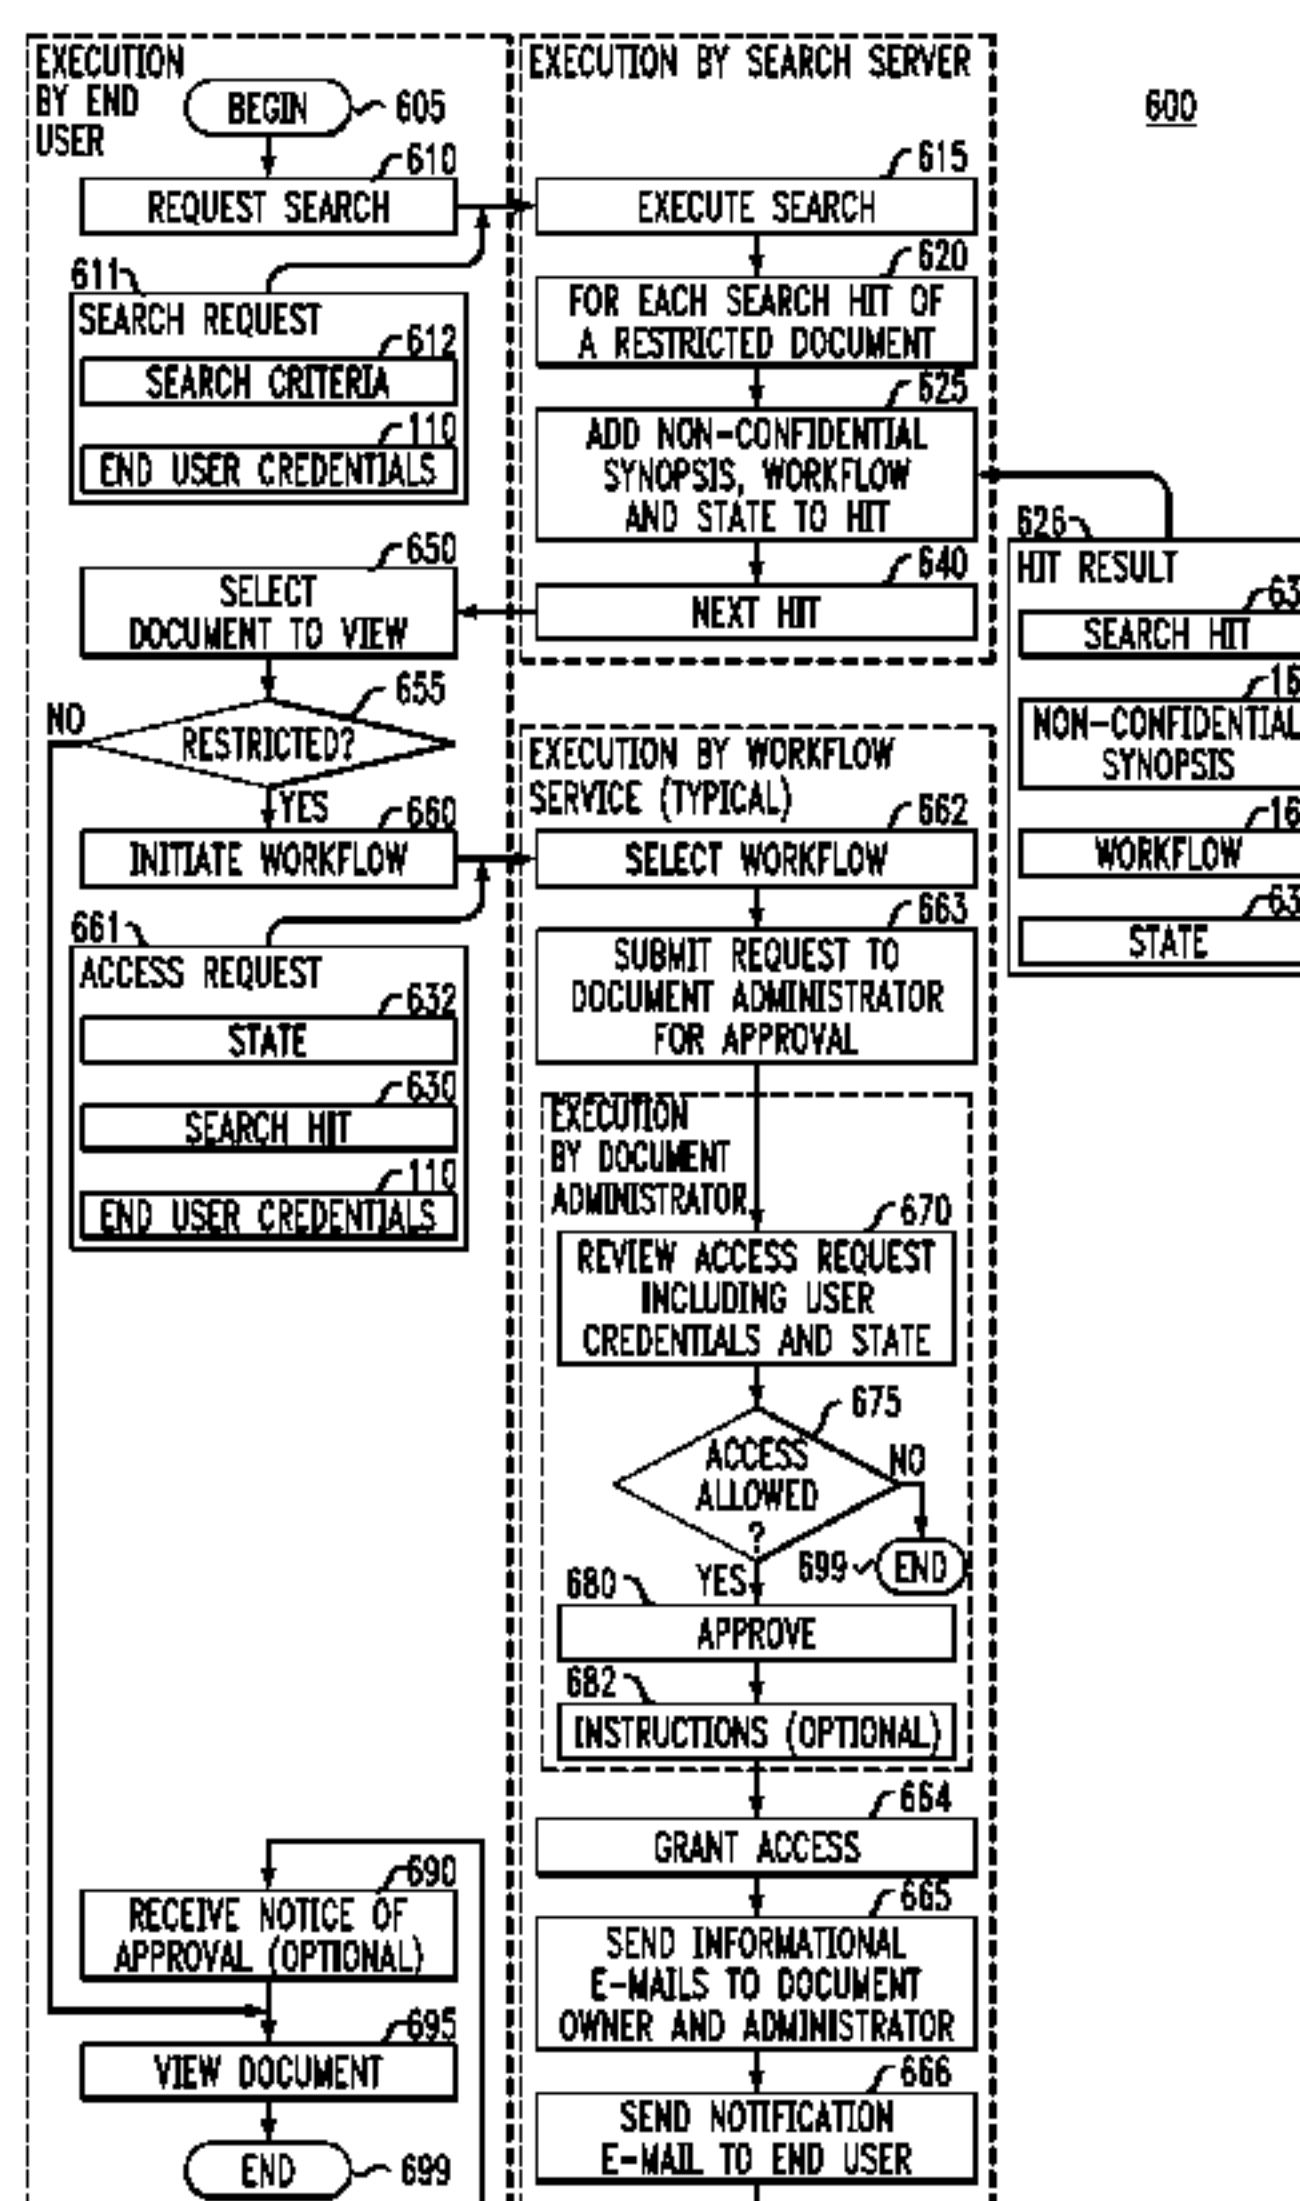 EXECUTION
BY END
USER
BEGIN
605
610
REQUEST SEARCH
611
SEARCH REQUEST
612
SEARCH CRITERIA
110
END USER CREDENTIALS
650
SELECT
DOCUMENT TO VIEW
655
NO
RESTRICTED?
YES
660
INITIATE WORKFLOW
661
ACCESS REQUEST
632
STATE
630
SEARCH HIT
110
END USER CREDENTIALS
690
RECEIVE NOTICE OF
APPROVAL (OPTIONAL)
695
VIEW DOCUMENT
END
699
EXECUTION BY SEARCH SERVER
615
EXECUTE SEARCH
620
FOR EACH SEARCH HIT OF
A RESTRICTED DOCUMENT
625
ADD NON-CONFIDENTIAL
SYNOPSIS, WORKFLOW
AND STATE TO HIT
640
NEXT HIT
EXECUTION BY WORKFLOW
SERVICE (TYPICAL)
662
SELECT WORKFLOW
663
SUBMIT REQUEST TO
DOCUMENT ADMINISTRATOR
FOR APPROVAL
EXECUTION
BY DOCUMENT
ADMINISTRATOR
670
REVIEW ACCESS REQUEST
INCLUDING USER
CREDENTIALS AND STATE
675
ACCESS
ALLOWED
?
NO
699
END
YES
680
APPROVE
682
INSTRUCTIONS (OPTIONAL)
664
GRANT ACCESS
665
SEND INFORMATIONAL
E-MAILS TO DOCUMENT
OWNER AND ADMINISTRATOR
666
SEND NOTIFICATION
E-MAIL TO END USER
600
626
HIT RESULT
SEARCH HIT
NON-CONFIDENTIAL
SYNOPSIS
WORKFLOW
STATE